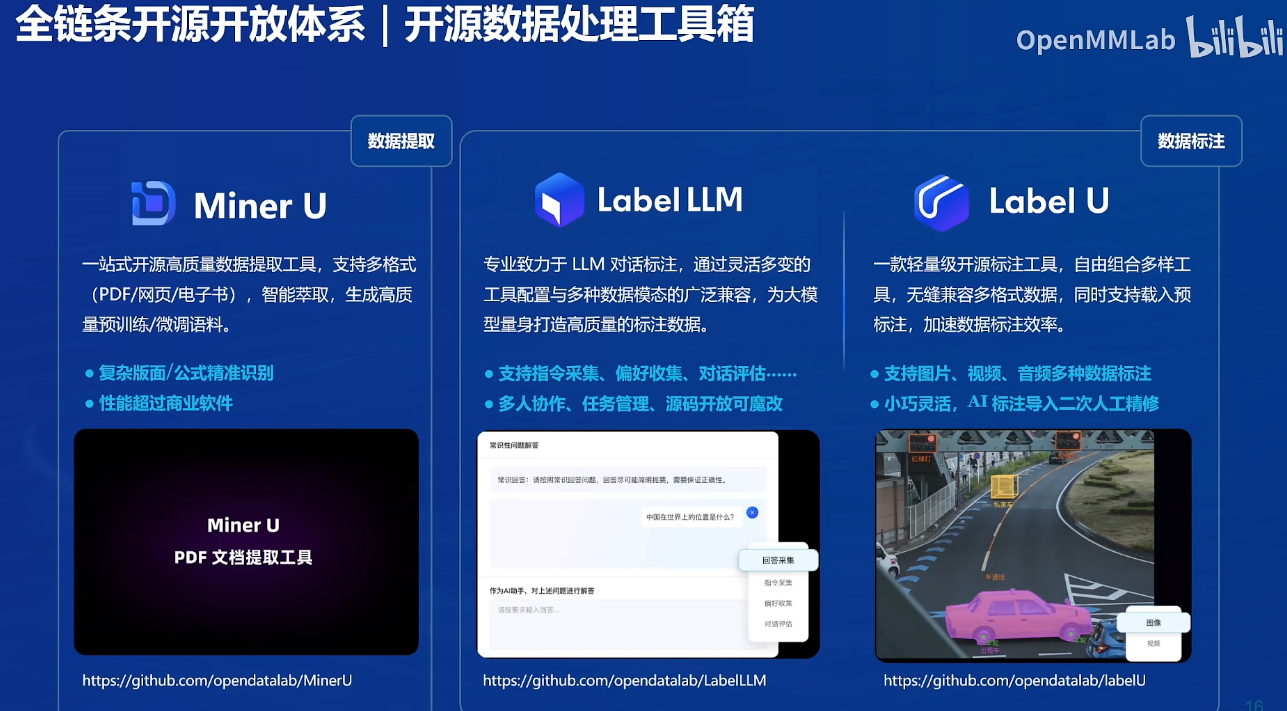 全链条开源开放体系｜开源数据处理工具箱
OpenMMLab bilibili
数据提取
Miner U
一站式开源高质量数据提取工具，支持多格式
（PDF/网页/电子书），智能萃取，生成高质
量预训练/微调语料。
● 复杂版面/公式精准识别
● 性能超过商业软件
Miner U
PDF 文档提取工具
https://github.com/opendatalab/MinerU
数据标注
Label LLM
专业致力于 LLM 对话标注，通过灵活多变的
工具配置与多种数据模态的广泛兼容，为大模
型量身打造高质量的标注数据。
● 支持指令采集、偏好收集、对话评估……
● 多人协作、任务管理、源码开放可魔改
常识性问题解答
常识回答：请按照常识回答问题，回答尽可能简明扼要，需要保证正确性。
中国在世界上的位置是什么？
回答采集
指令采集
偏好收集
对话评估
作为AI助手，对上述问题进行解答
请按要求输入回答...
https://github.com/opendatalab/LabelLLM
Label U
一款轻量级开源标注工具，自由组合多样工
具，无缝兼容多格式数据，同时支持载入预
标注，加速数据标注效率。
● 支持图片、视频、音频多种数据标注
● 小巧灵活，AI 标注导入二次人工精修
红绿灯
私家车
车道线
车轮
出租车
图像
视频
https://github.com/opendatalab/labelU
16